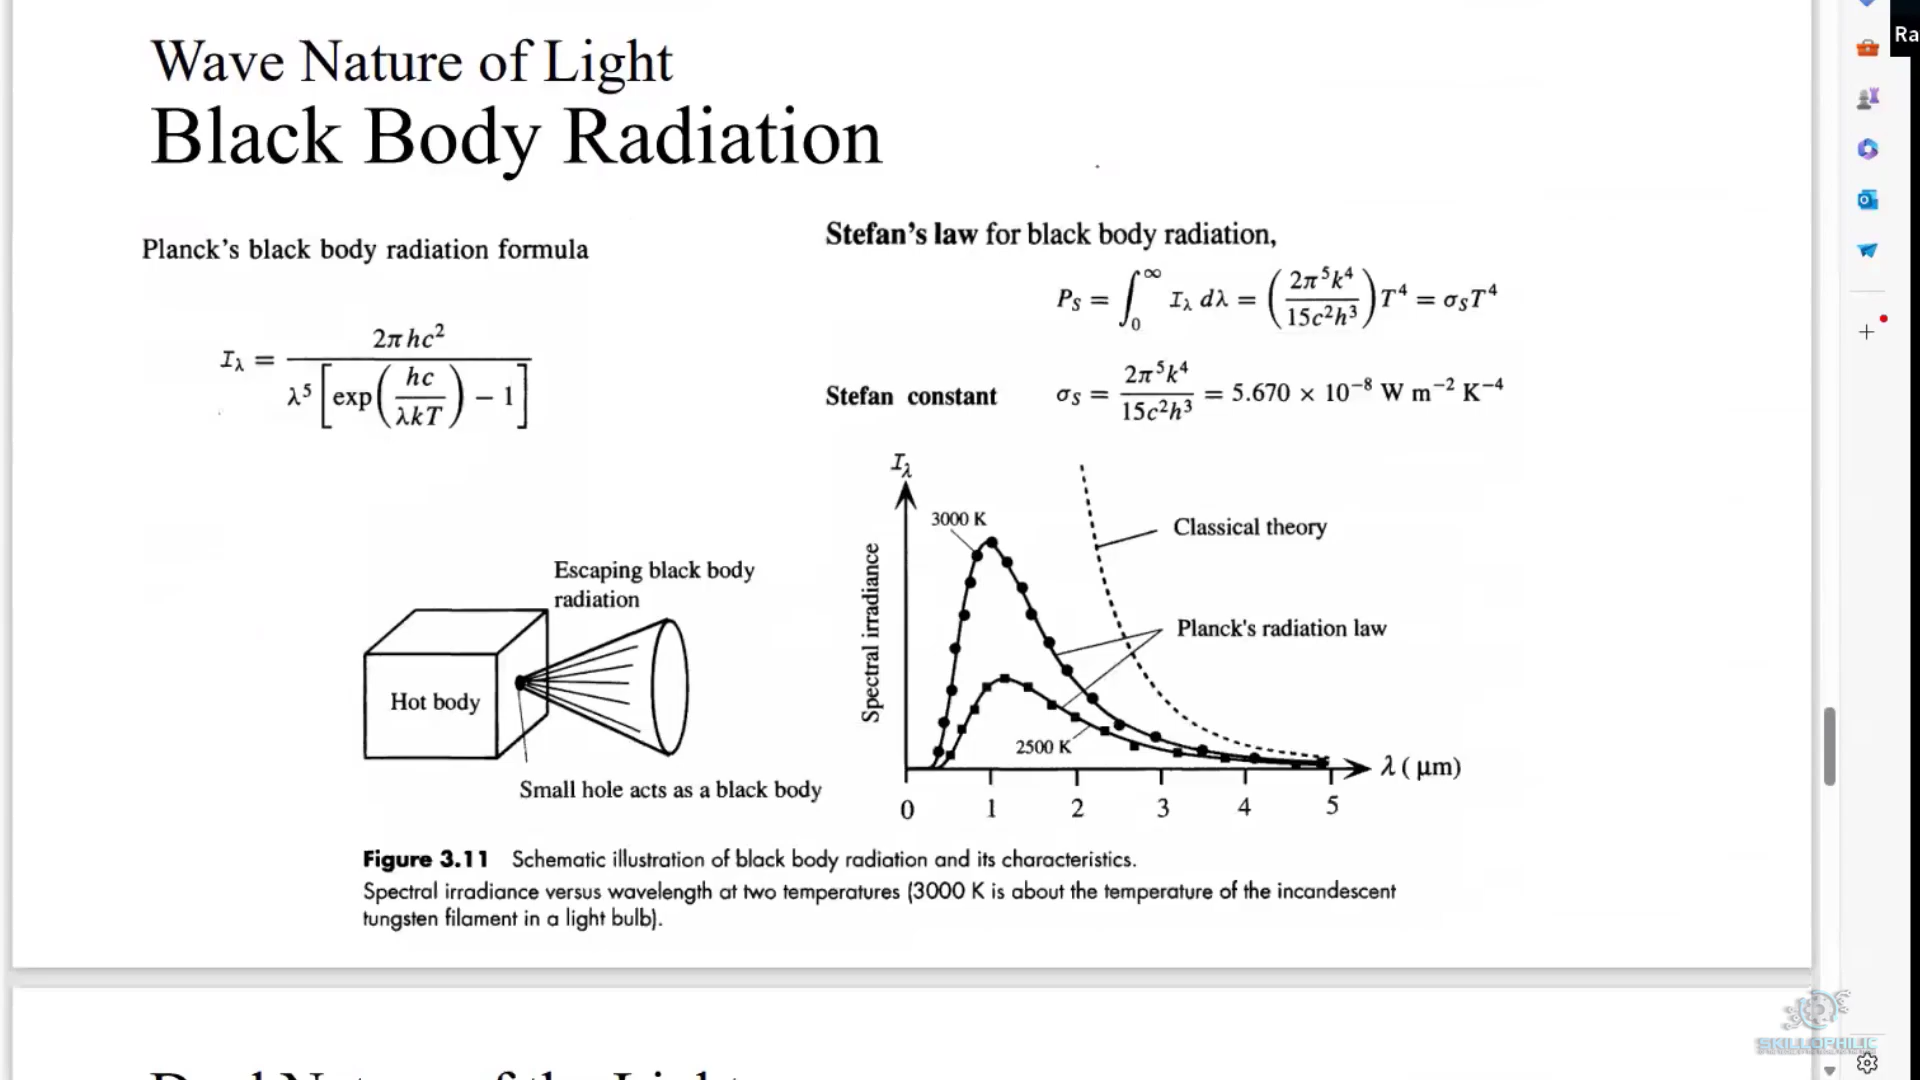 Ra
Wave Nature of Light
Black Body Radiation
Planck's black body radiation formula
I_λ = 2π hc² / λ⁵ [exp(hc / λkT) − 1]
Stefan's law for black body radiation,
P_S = ∫₀^∞ I_λ dλ = (2π⁵k⁴ / 15c²h³) T⁴ = σ_S T⁴
Stefan constant σ_S = 2π⁵k⁴ / 15c²h³ = 5.670 × 10⁻⁸ W m⁻² K⁻⁴
Escaping black body
radiation
Hot body
Small hole acts as a black body
I_λ
Spectral irradiance
3000 K
Classical theory
Planck's radiation law
2500 K
λ ( μm)
0 1 2 3 4 5
Figure 3.11 Schematic illustration of black body radiation and its characteristics.
Spectral irradiance versus wavelength at two temperatures (3000 K is about the temperature of the incandescent
tungsten filament in a light bulb).
SKILLOPHILIC